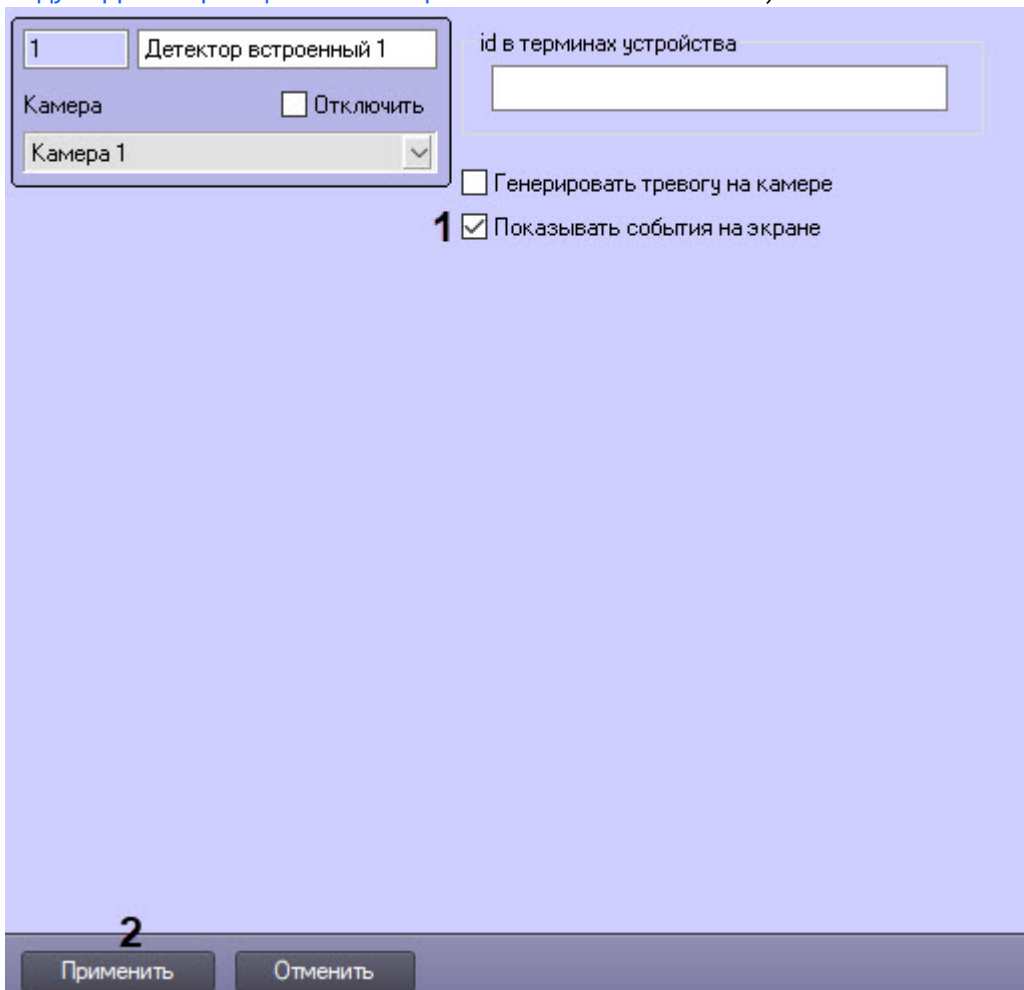 1 Детектор встроенный 1
Камера Отключить
Камера 1
id в терминах устройства
Генерировать тревогу на камере
1 Показывать события на экране
2
Применить Отменить